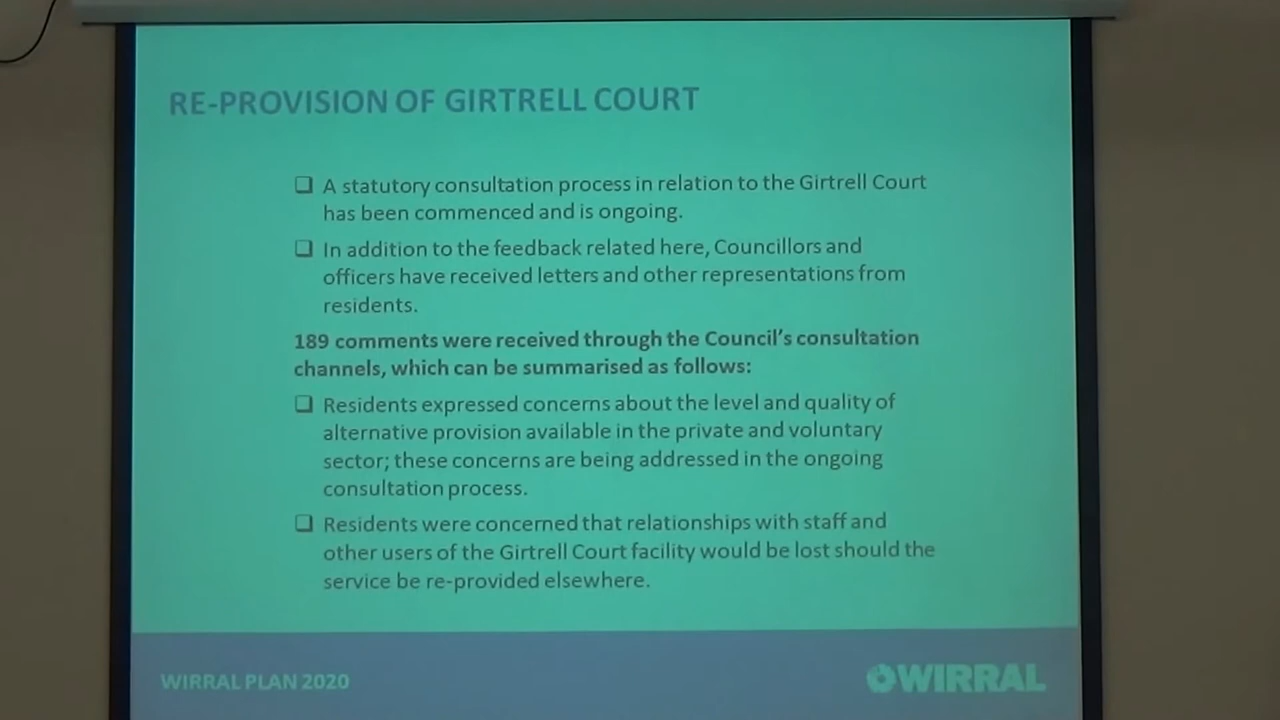 RE-PROVISION OF GIRTRELL COURT
❑ A statutory consultation process in relation to the Girtrell Court
has been commenced and is ongoing.
❑ In addition to the feedback related here, Councillors and
officers have received letters and other representations from
residents.
189 comments were received through the Council's consultation
channels, which can be summarised as follows:
❑ Residents expressed concerns about the level and quality of
alternative provision available in the private and voluntary
sector; these concerns are being addressed in the ongoing
consultation process.
❑ Residents were concerned that relationships with staff and
other users of the Girtrell Court facility would be lost should the
service be re-provided elsewhere.
WIRRAL PLAN 2020
WIRRAL